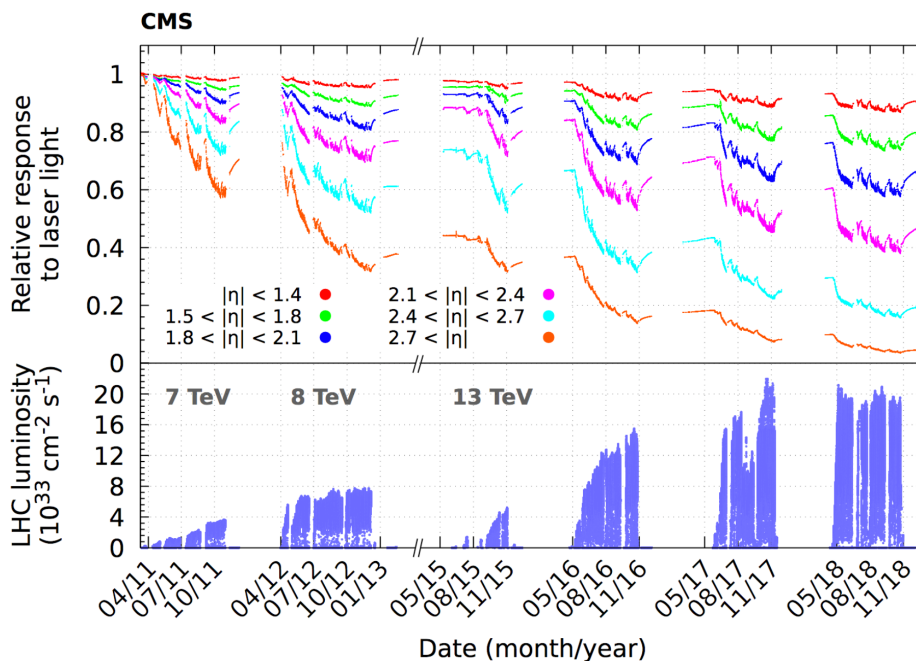 CMS
Relative response
to laser light
1
0.8
0.6
0.4
0.2
0
|η| < 1.4
1.5 < |η| < 1.8
1.8 < |η| < 2.1
2.1 < |η| < 2.4
2.4 < |η| < 2.7
2.7 < |η|
LHC luminosity
(10³³ cm⁻² s⁻¹)
20
16
12
8
4
0
7 TeV
8 TeV
13 TeV
04/11
07/11
10/11
04/12
07/12
10/12
01/13
05/15
08/15
11/15
05/16
08/16
11/16
05/17
08/17
11/17
05/18
08/18
11/18
Date (month/year)